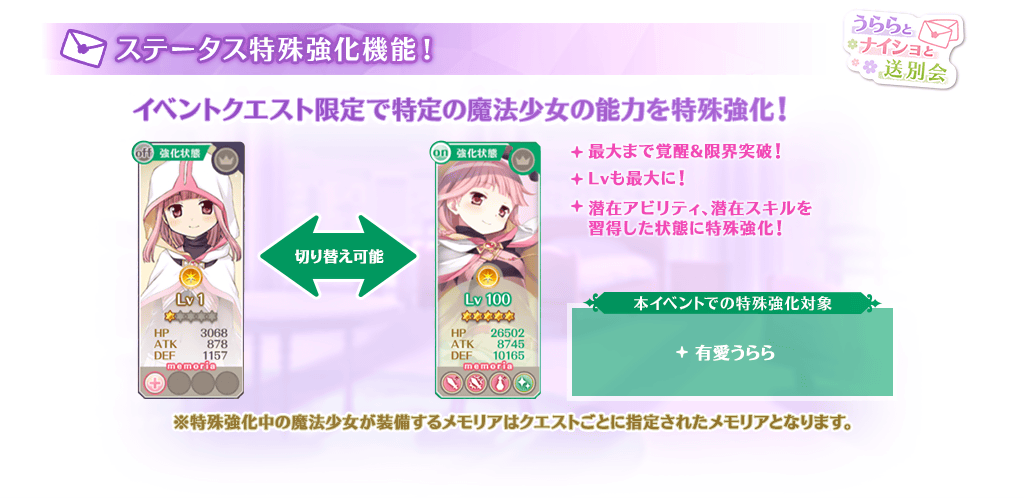 ステータス特殊強化機能！
うららと
ナイショと
送別会
イベントクエスト限定で特定の魔法少女の能力を特殊強化！
off 強化状態
Lv 1
HP 3068
ATK 878
DEF 1157
memoria
切り替え可能
on 強化状態
Lv 100
HP 26502
ATK 8745
DEF 10165
memoria
最大まで覚醒&限界突破！
Lvも最大に！
潜在アビリティ、潜在スキルを
習得した状態に特殊強化！
本イベントでの特殊強化対象
有愛うらら
※特殊強化中の魔法少女が装備するメモリアはクエストごとに指定されたメモリアとなります。